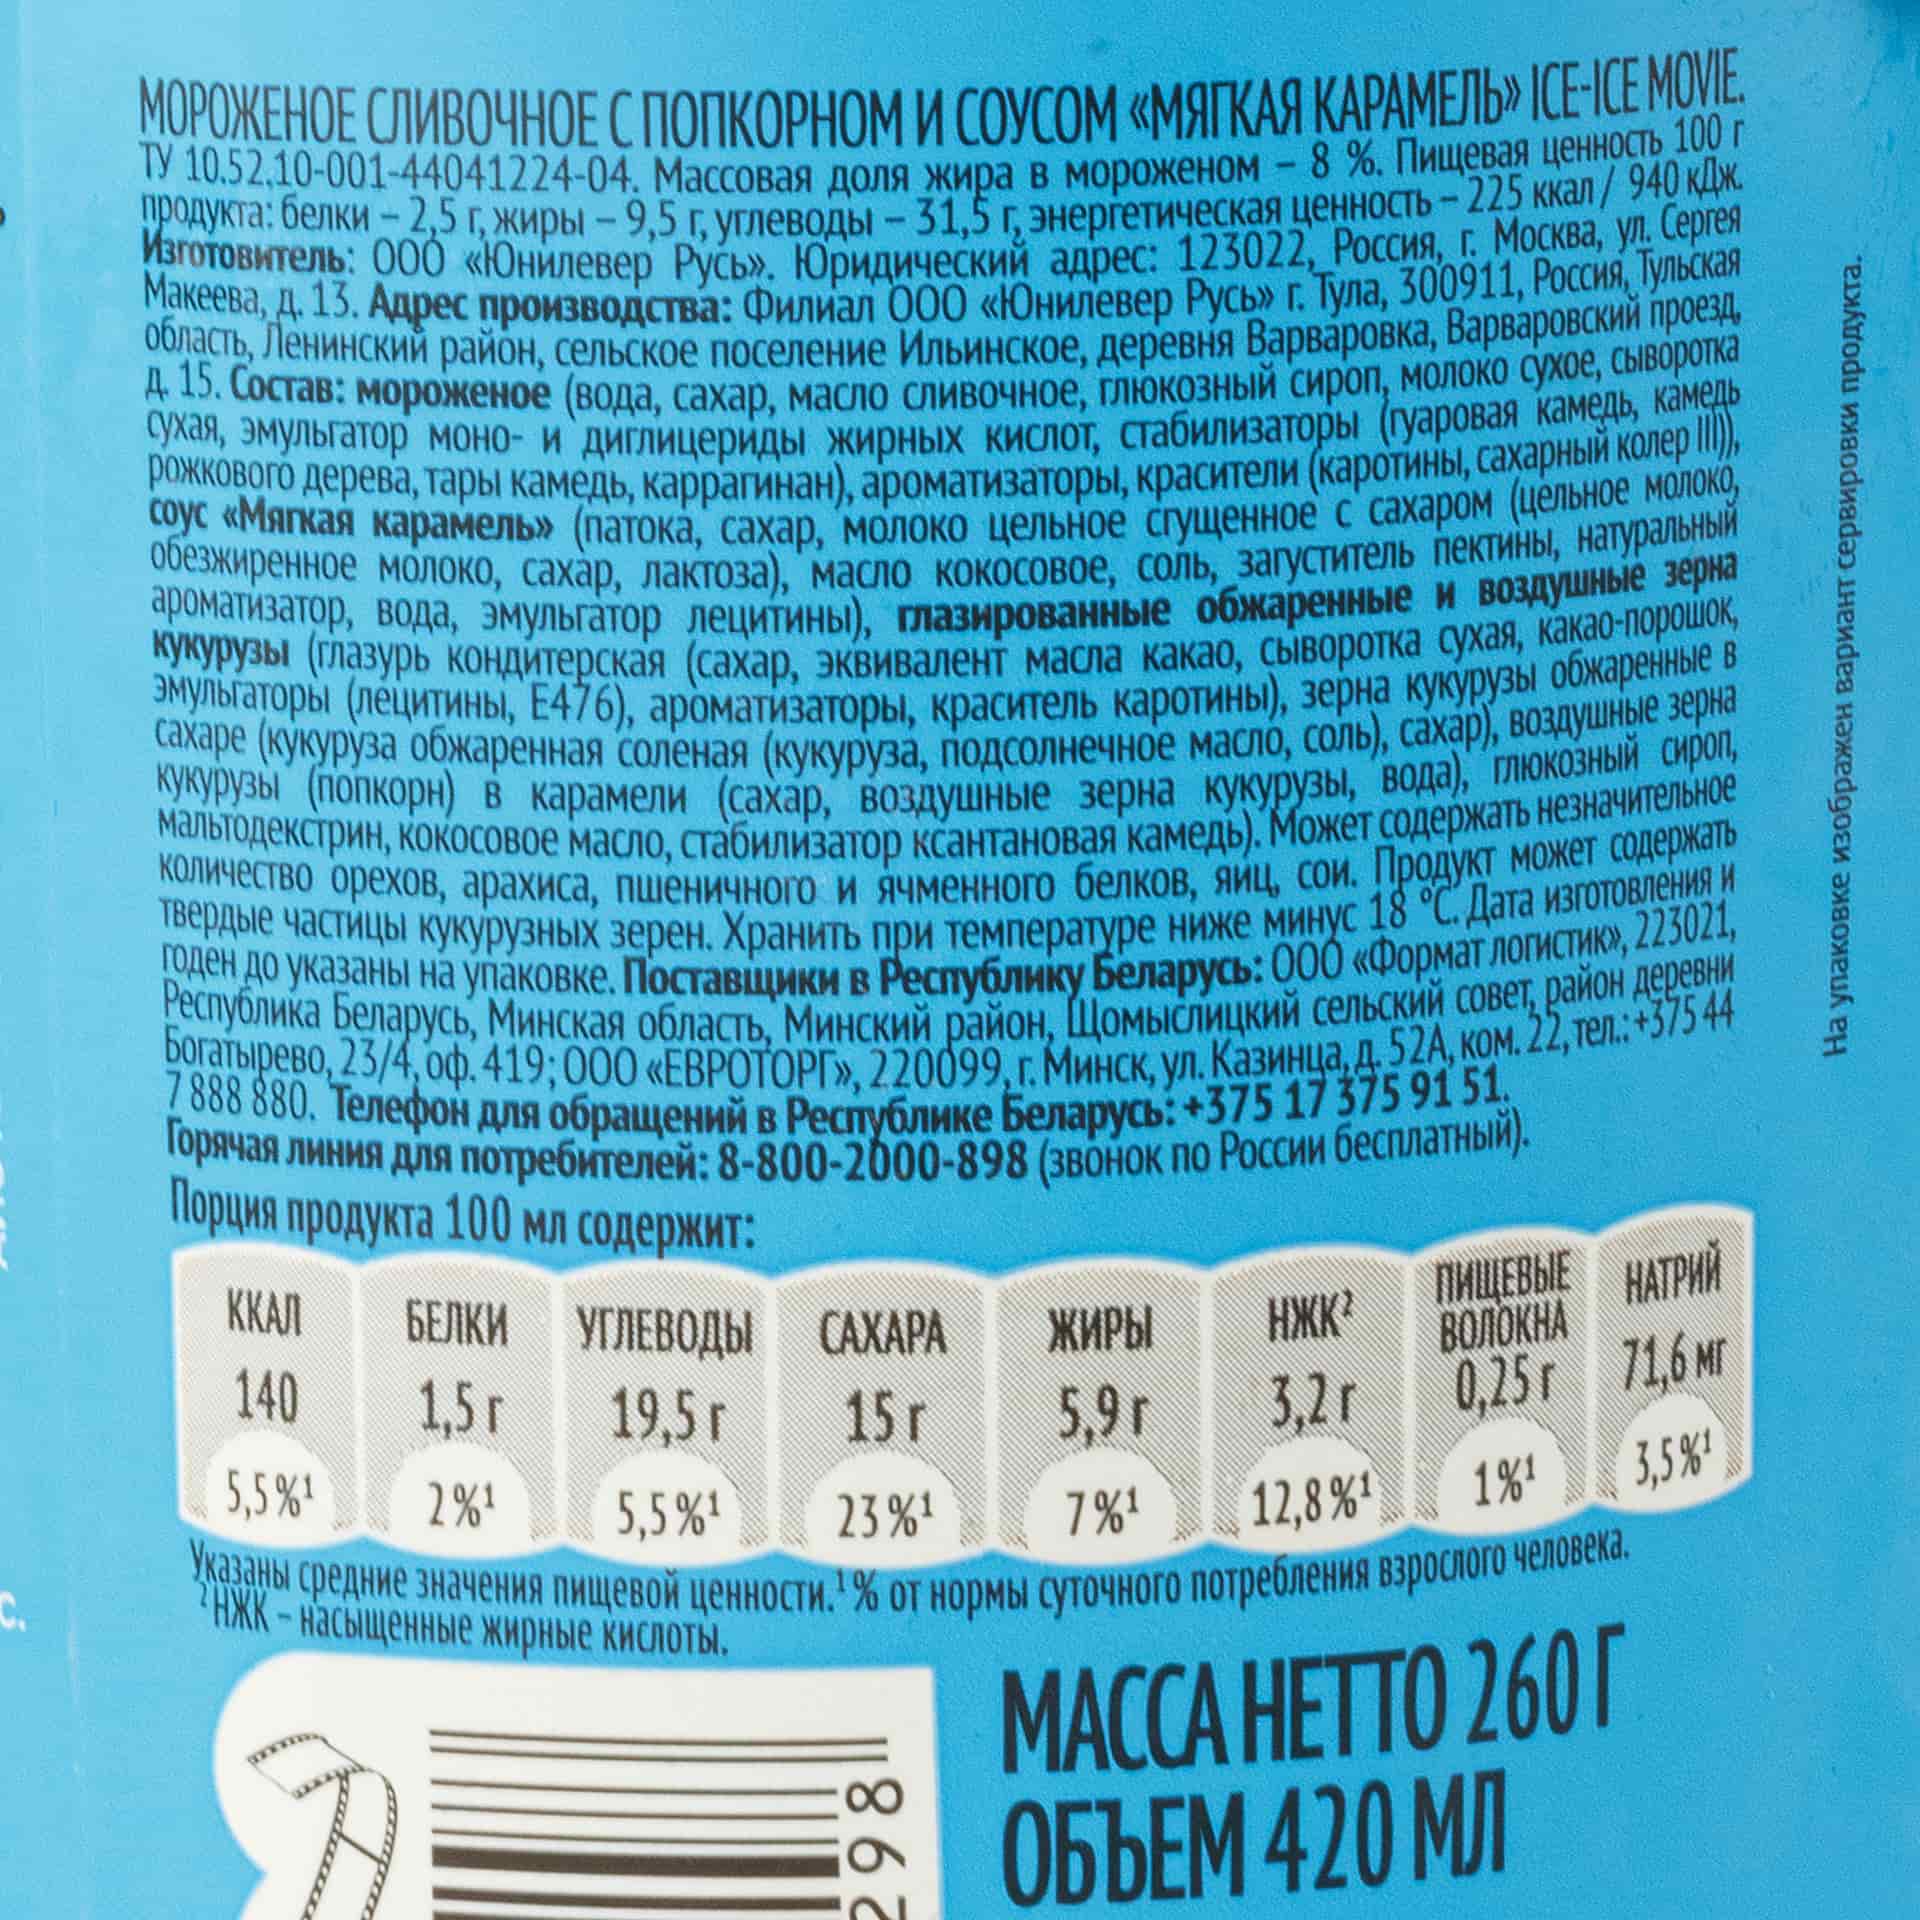 МОРОЖЕНОЕ СЛИВОЧНОЕ С ПОПКОРНОМ И СОУСОМ «МЯГКАЯ КАРАМЕЛЬ» ICE-ICE MOVIE.
ТУ 10.52.10-001-44041224-04. Массовая доля жира в мороженом – 8 %. Пищевая ценность 100 г
продукта: белки – 2,5 г, жиры – 9,5 г, углеводы – 31,5 г, энергетическая ценность – 225 ккал / 940 кДж.
Изготовитель: ООО «Юнилевер Русь». Юридический адрес: 123022, Россия, г. Москва, ул. Сергея
Макеева, д. 13. Адрес производства: Филиал ООО «Юнилевер Русь» г. Тула, 300911, Россия, Тульская
область, Ленинский район, сельское поселение Ильинское, деревня Варваровка, Варваровский проезд,
д. 15. Состав: мороженое (вода, сахар, масло сливочное, глюкозный сироп, молоко сухое, сыворотка
сухая, эмульгатор моно- и диглицериды жирных кислот, стабилизаторы (гуаровая камедь, камедь
рожкового дерева, тары камедь, каррагинан), ароматизаторы, красители (каротины, сахарный колер III)),
соус «Мягкая карамель» (патока, сахар, молоко цельное сгущенное с сахаром (цельное молоко,
обезжиренное молоко, сахар, лактоза), масло кокосовое, соль, загуститель пектины, натуральный
ароматизатор, вода, эмульгатор лецитины), глазированные обжаренные и воздушные зерна
кукурузы (глазурь кондитерская (сахар, эквивалент масла какао, сыворотка сухая, какао-порошок,
эмульгаторы (лецитины, Е476), ароматизаторы, краситель каротины), зерна кукурузы обжаренные в
сахаре (кукуруза обжаренная соленая (кукуруза, подсолнечное масло, соль), сахар), воздушные зерна
кукурузы (попкорн) в карамели (сахар, воздушные зерна кукурузы, вода), глюкозный сироп,
мальтодекстрин, кокосовое масло, стабилизатор ксантановая камедь). Может содержать незначительное
количество орехов, арахиса, пшеничного и ячменного белков, яиц, сои. Продукт может содержать
твердые частицы кукурузных зерен. Хранить при температуре ниже минус 18 °С. Дата изготовления и
годен до указаны на упаковке. Поставщики в Республику Беларусь: ООО «Формат логистик», 223021,
Республика Беларусь, Минская область, Минский район, Щомыслицкий сельский совет, район деревни
Богатырево, 23/4, оф. 419; ООО «ЕВРОТОРГ», 220099, г. Минск, ул. Казинца, д. 52А, ком. 22, тел.: +375 44
7 888 880. Телефон для обращений в Республике Беларусь: +375 17 375 91 51.
Горячая линия для потребителей: 8-800-2000-898 (звонок по России бесплатный).
Порция продукта 100 мл содержит:
ККАЛ БЕЛКИ УГЛЕВОДЫ САХАРА ЖИРЫ НЖК² ПИЩЕВЫЕ ВОЛОКНА НАТРИЙ
140 1,5 г 19,5 г 15 г 5,9 г 3,2 г 0,25 г 71,6 мг
5,5%¹ 2%¹ 5,5%¹ 23%¹ 7%¹ 12,8%¹ 1%¹ 3,5%¹
Указаны средние значения пищевой ценности. ¹ % от нормы суточного потребления взрослого человека.
² НЖК – насыщенные жирные кислоты.
МАССА НЕТТО 260 Г
ОБЪЕМ 420 МЛ
298
На упаковке изображен вариант сервировки продукта.
с.